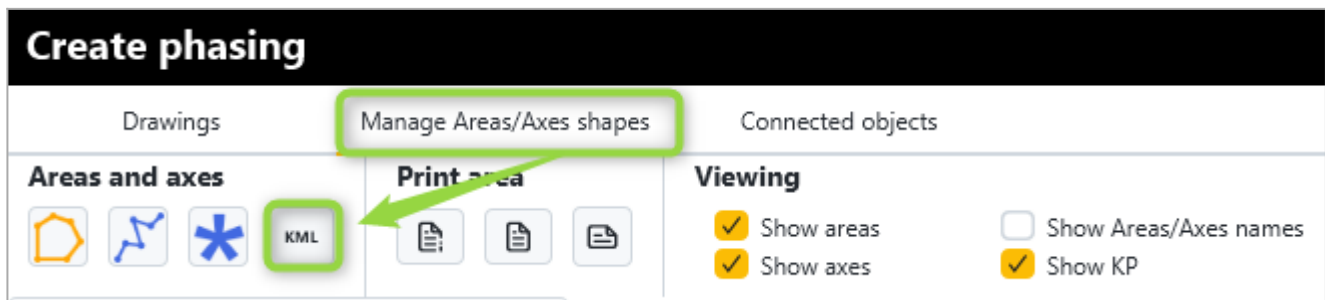 Create phasing
Drawings Manage Areas/Axes shapes Connected objects
Areas and axes Print area Viewing
KML
Show areas Show Areas/Axes names
Show axes Show KP